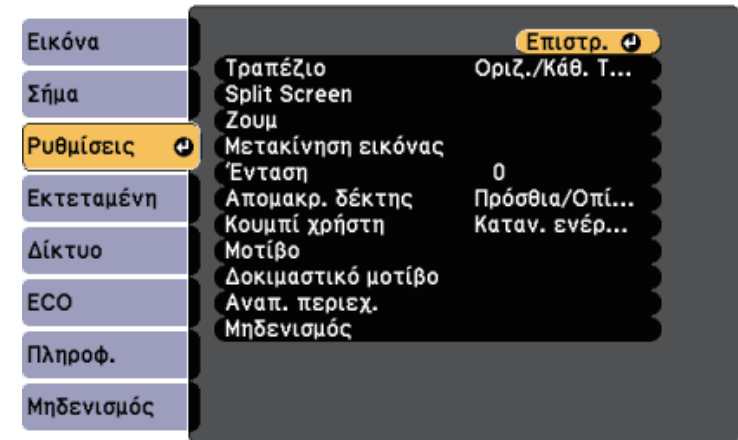 Εικόνα
Σήμα
Ρυθμίσεις
Εκτεταμένη
Δίκτυο
ECO
Πληροφ.
Μηδενισμός
Επιστρ.
Τραπέζιο Οριζ./Κάθ. Τ...
Split Screen
Ζουμ
Μετακίνηση εικόνας
Ένταση 0
Απομακρ. δέκτης Πρόσθια/Οπί...
Κουμπί χρήστη Καταν. ενέρ...
Μοτίβο
Δοκιμαστικό μοτίβο
Αναπ. περιεχ.
Μηδενισμός